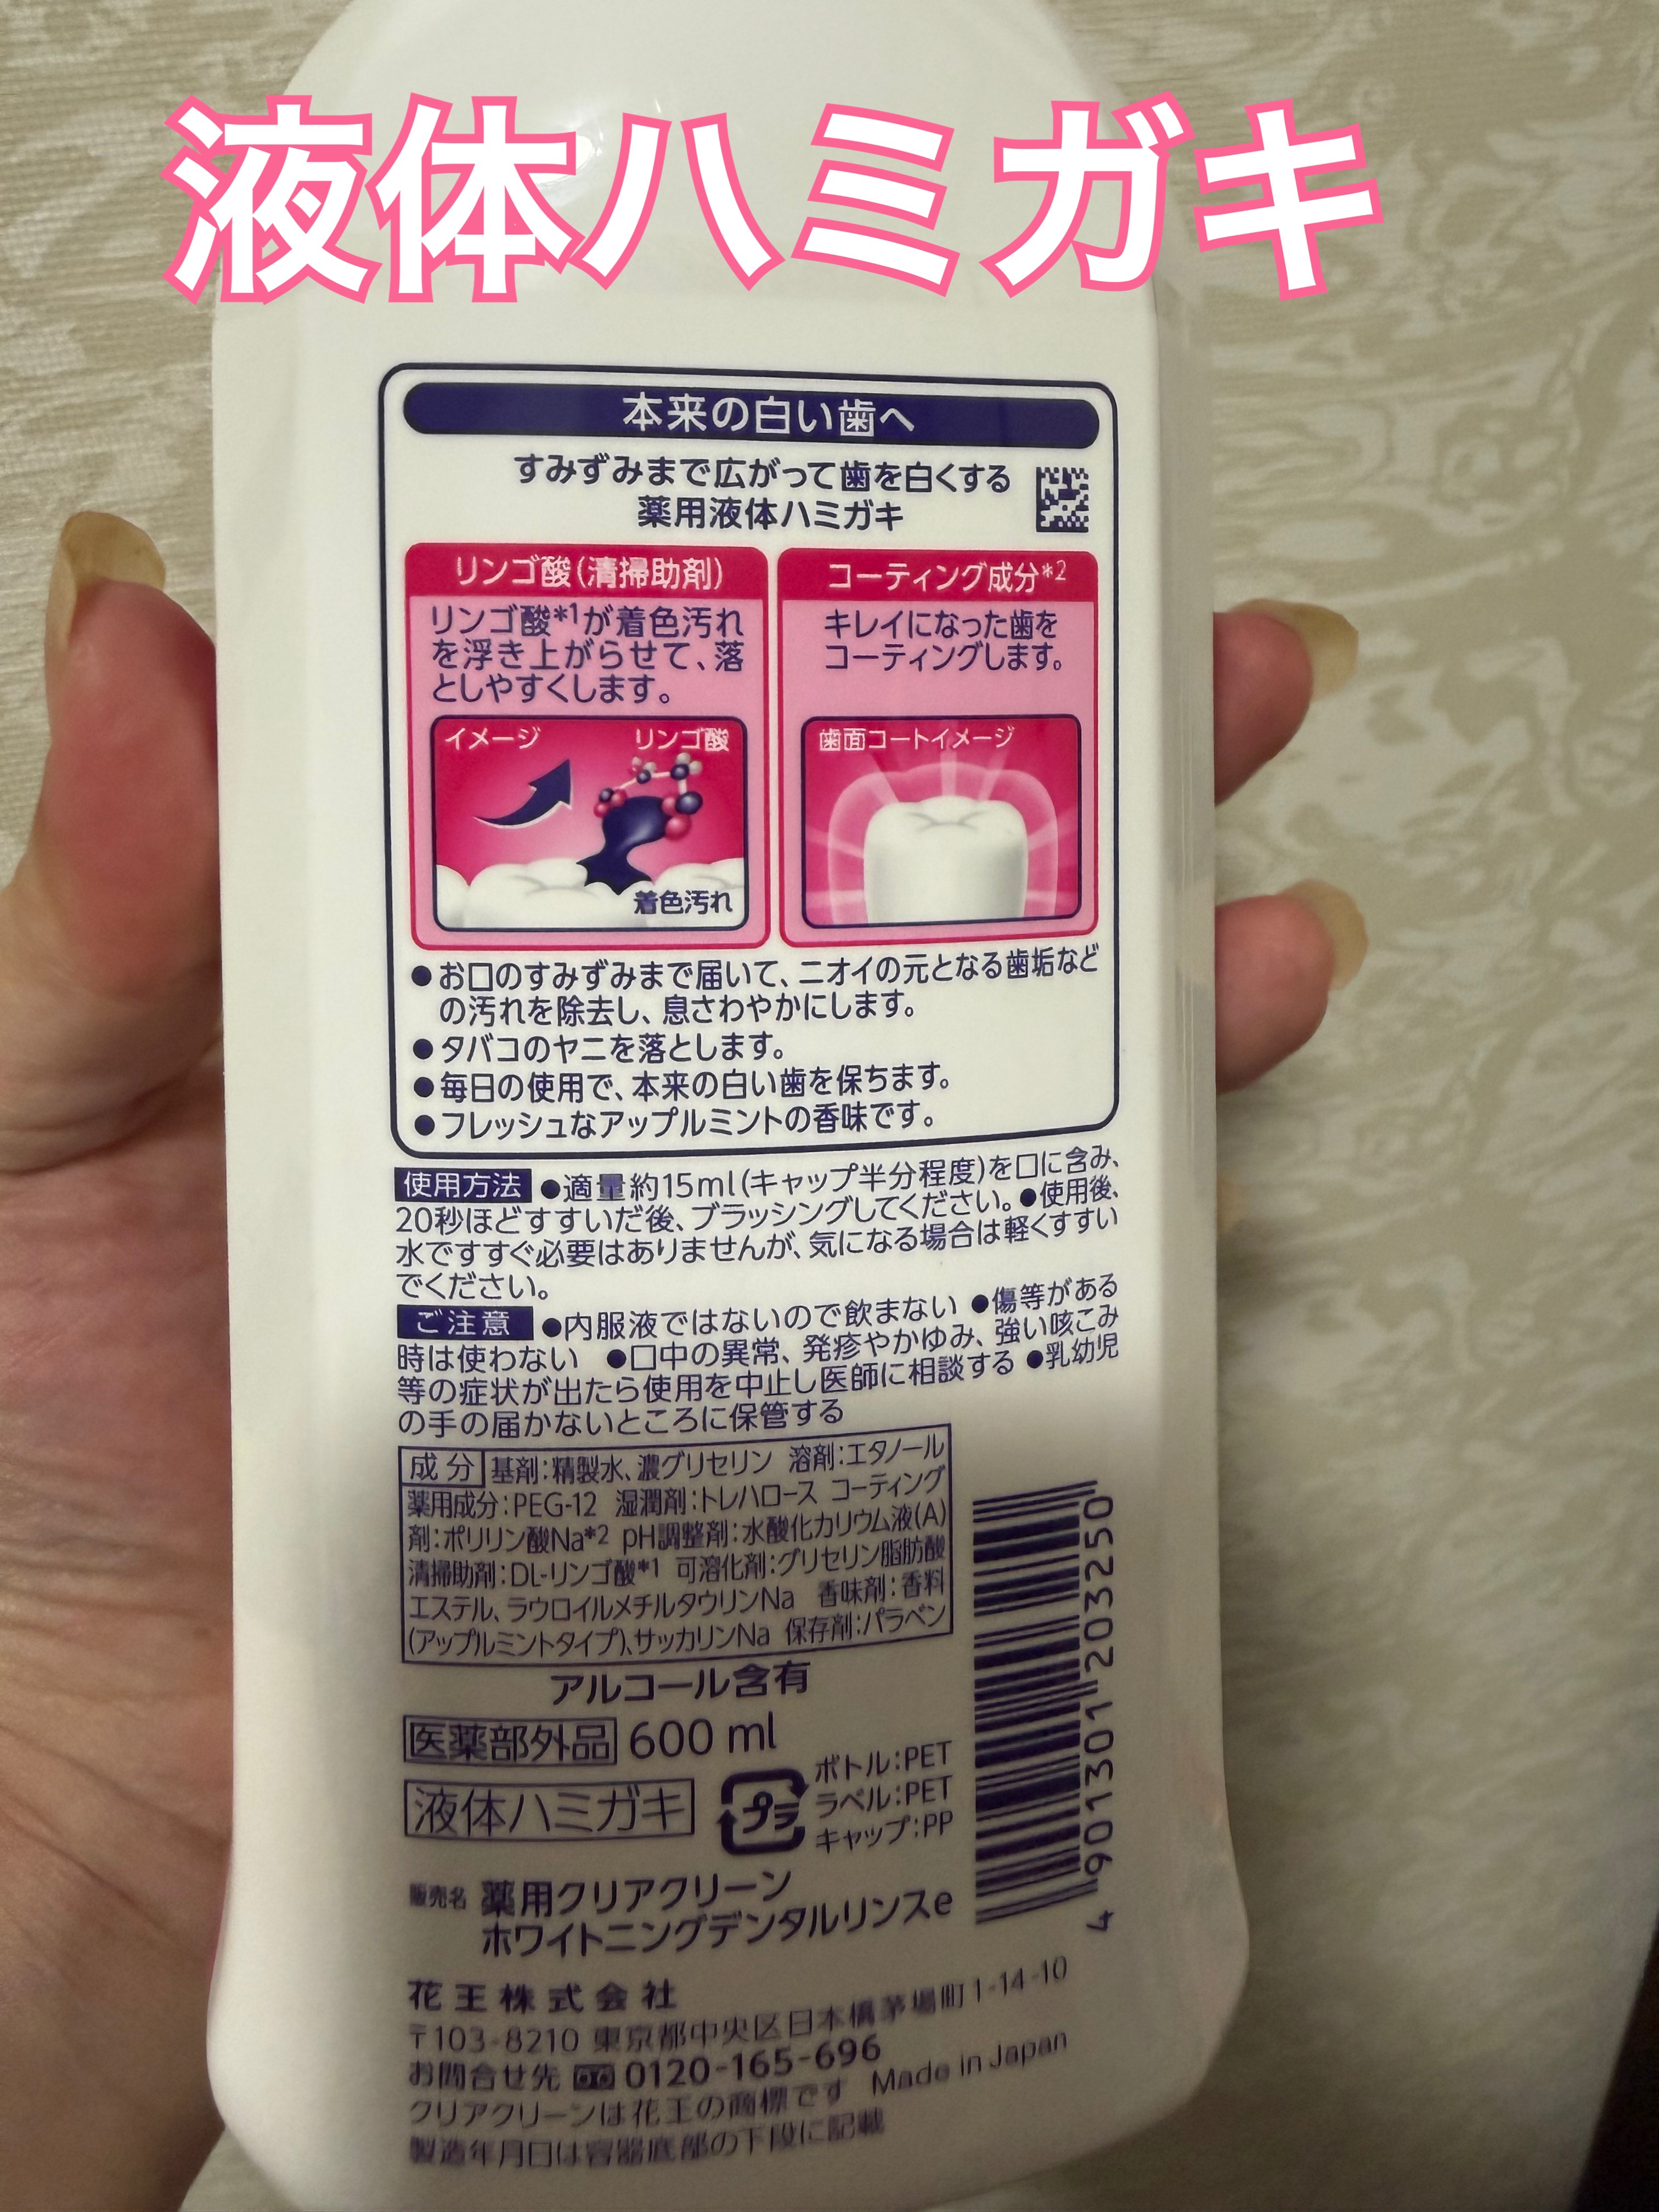 液体ハミガキ
本来の白い歯へ
すみずみまで広がって歯を白くする
薬用液体ハミガキ
リンゴ酸(清掃助剤)
リンゴ酸*1が着色汚れ
を浮き上がらせて、落
としやすくします。
イメージ
リンゴ酸
着色汚れ
コーティング成分*2
キレイになった歯を
コーティングします。
歯面コートイメージ
●お口のすみずみまで届いて、ニオイの元となる歯垢など
の汚れを除去し、息さわやかにします。
●タバコのヤニを落とします。
●毎日の使用で、本来の白い歯を保ちます。
●フレッシュなアップルミントの香味です。
使用方法 ●適量約15ml(キャップ半分程度)を口に含み、
20秒ほどすすいだ後、ブラッシングしてください。●使用後、
水ですすぐ必要はありませんが、気になる場合は軽くすすい
でください。
ご注意 ●内服液ではないので飲まない ●傷等がある
時は使わない ●口中の異常、発疹やかゆみ、強い咳こみ
等の症状が出たら使用を中止し医師に相談する ●乳幼児
の手の届かないところに保管する
成分 基剤:精製水、濃グリセリン 溶剤:エタノール
薬用成分:PEG-12 湿潤剤:トレハロース コーティング
剤:ポリリン酸Na*2 pH調整剤:水酸化カリウム液(A)
清掃助剤:DL-リンゴ酸*1 可溶化剤:グリセリン脂肪酸
エステル、ラウロイルメチルタウリンNa 香味剤:香料
(アップルミントタイプ)、サッカリンNa 保存剤:パラベン
アルコール含有
医薬部外品 600 ml
液体ハミガキ
プラ
ボトル:PET
ラベル:PET
キャップ:PP
4 901301 203250
販売名 薬用クリアクリーン
ホワイトニングデンタルリンスe
花王株式会社
〒103-8210 東京都中央区日本橋茅場町1-14-10
お問合せ先 0120-165-696
クリアクリーンは花王の商標です Made in Japan
製造年月日は容器底部の下段に記載